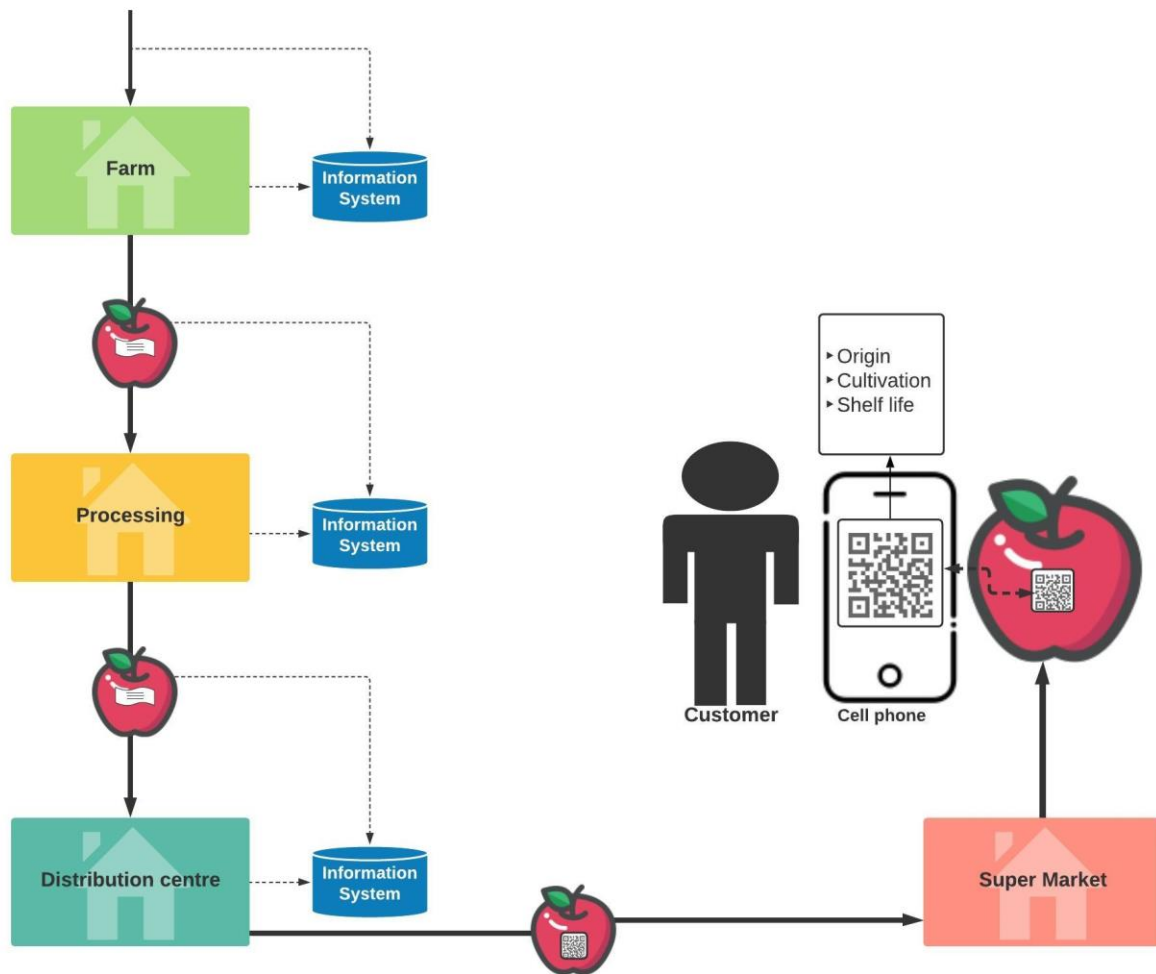 Farm
Information
System
Origin
Cultivation
Shelf life
Processing
Information
System
Customer
Cell phone
Distribution centre
Information
System
Super Market